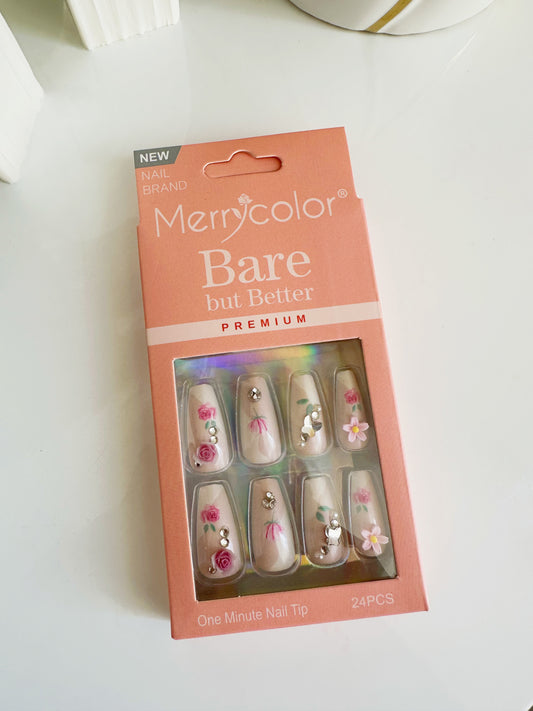 NEW
NAIL
BRAND
Merrycolor®
Bare
but Better
PREMIUM
One Minute Nail Tip
24PCS